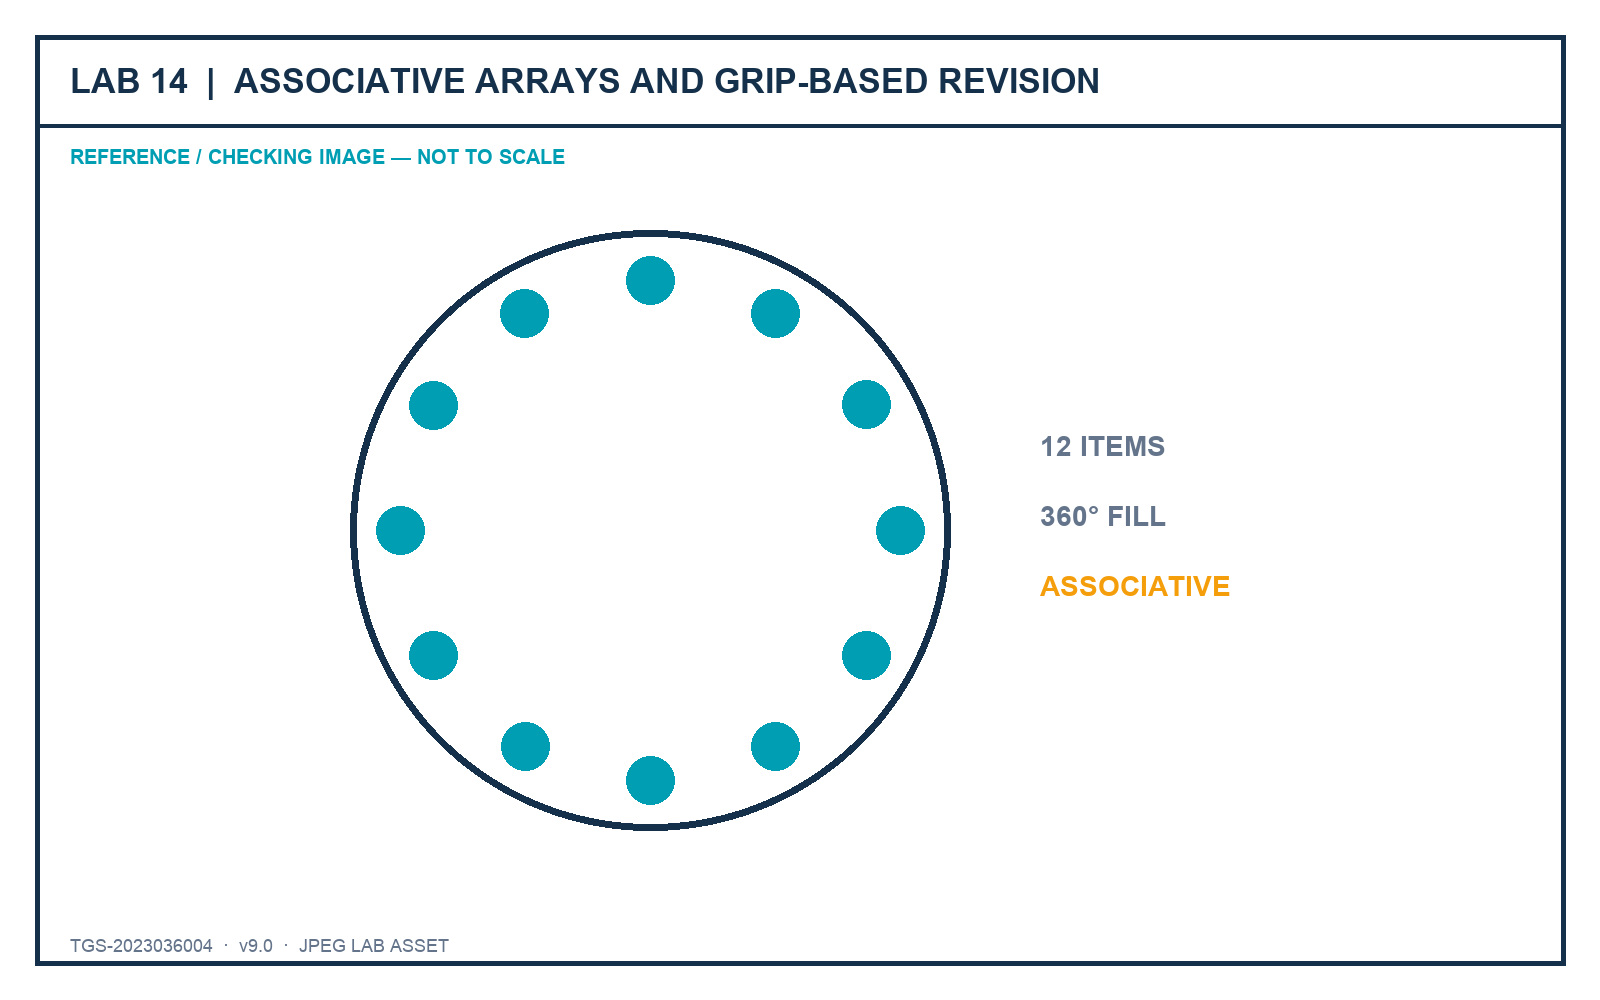 LAB 14 | ASSOCIATIVE ARRAYS AND GRIP-BASED REVISION
REFERENCE / CHECKING IMAGE — NOT TO SCALE
12 ITEMS
360° FILL
ASSOCIATIVE
TGS-2023036004 · v9.0 · JPEG LAB ASSET